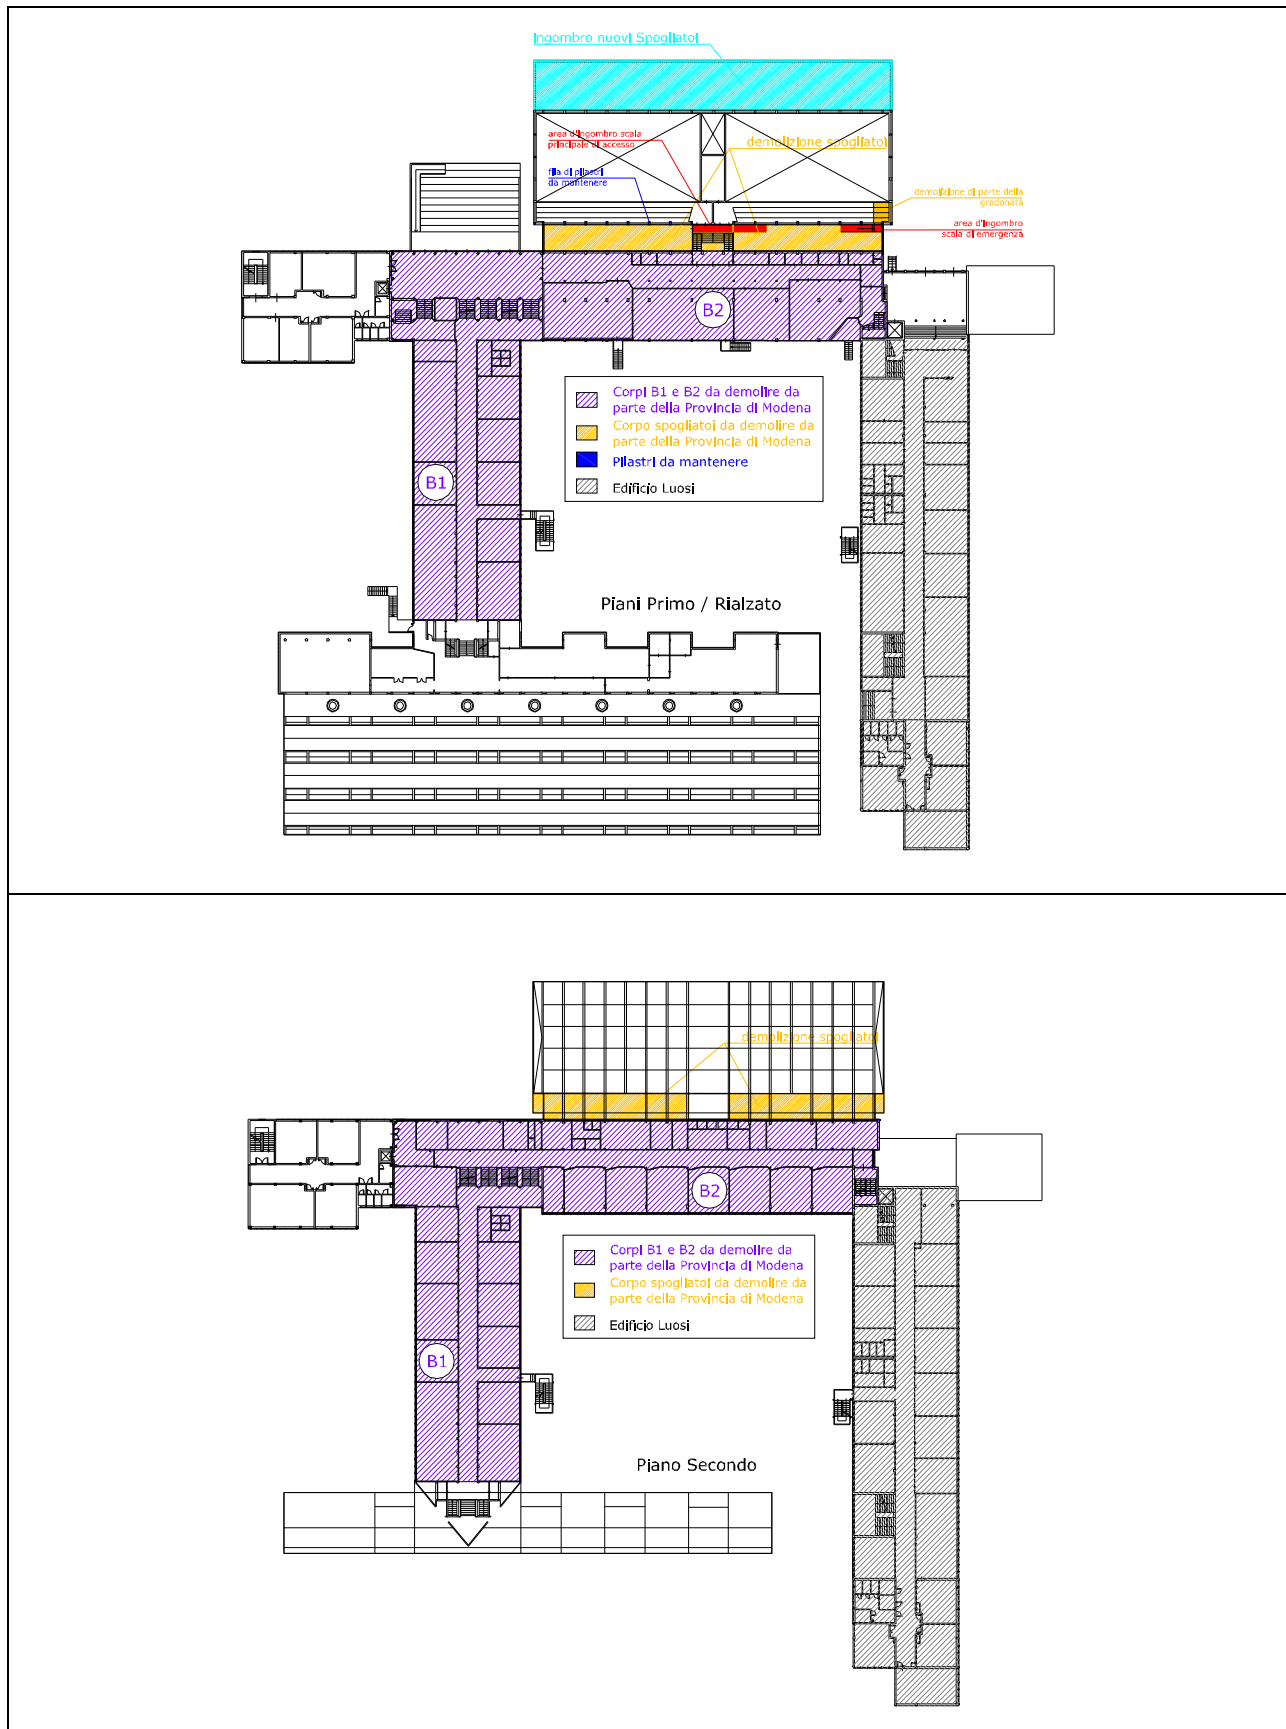 Ingombro nuovi Spogliatoi
area d'ingombro scala
principale di accesso
demolizione spogliatoi
fila di pilastri
da mantenere
demolizione di parte della
gradonata
area d'ingombro
scala di emergenza
B2
Corpi B1 e B2 da demolire da
parte della Provincia di Modena
Corpo spogliatoi da demolire da
parte della Provincia di Modena
Pilastri da mantenere
Edificio Luosi
B1
Piani Primo / Rialzato
demolizione spogliatoi
B2
Corpi B1 e B2 da demolire da
parte della Provincia di Modena
Corpo spogliatoi da demolire da
parte della Provincia di Modena
Edificio Luosi
B1
Piano Secondo